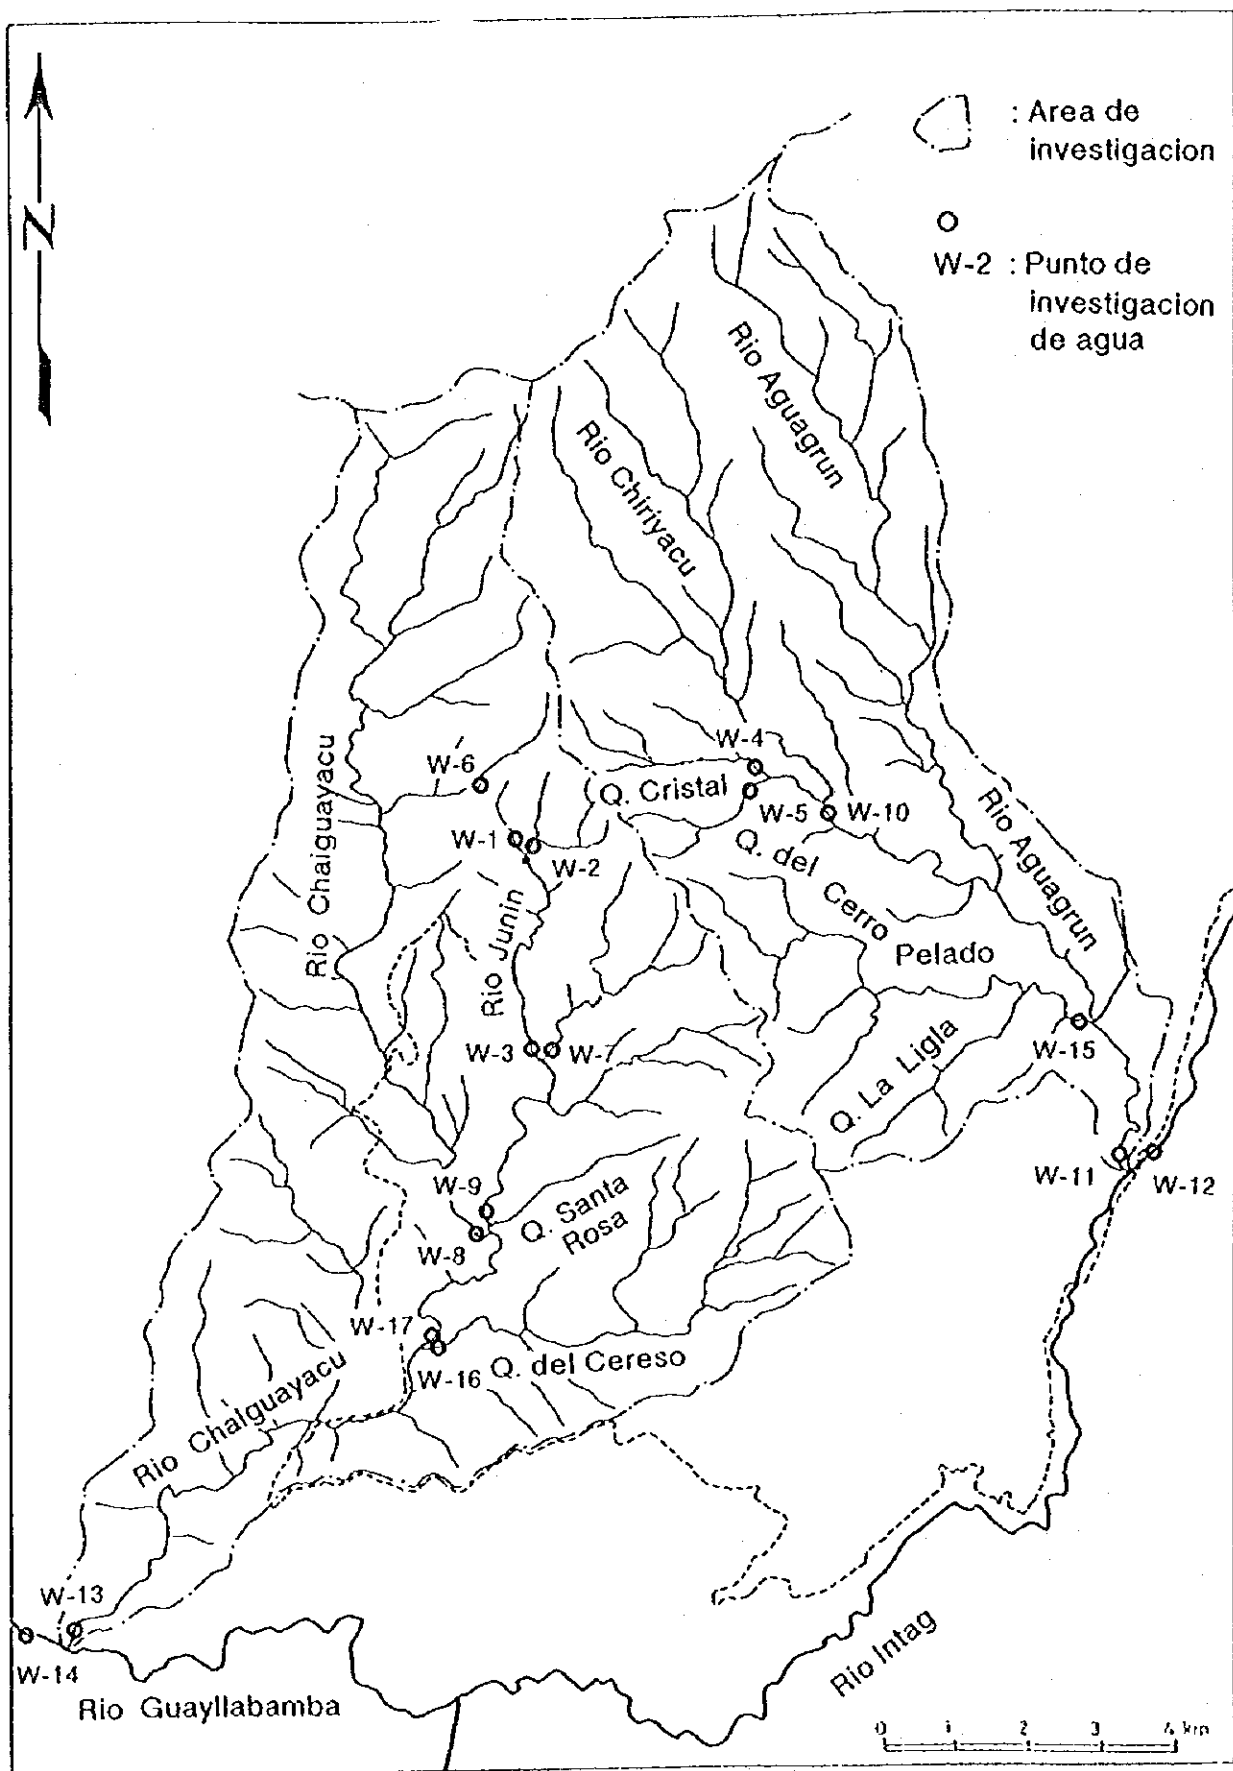 N
: Area de
investigacion
W-2 : Punto de
investigacion
de agua
Rio Aguagrun
Rio Chiriyacu
W-4
W-6
Q. Cristal
Rio Chaiguayacu
W-5
W-10
Rio Aguagrun
W-1
W-2
Q. del Cerro
Pelado
Rio Junin
W-3
W-7
W-15
Q. La Ligla
W-11
W-12
W-9
Q. Santa
Rosa
W-8
W-17
Q. del Cereso
W-16
Rio Chaiguayacu
W-13
W-14
Rio Guayllabamba
Rio Intag
0 1 2 3 4 km